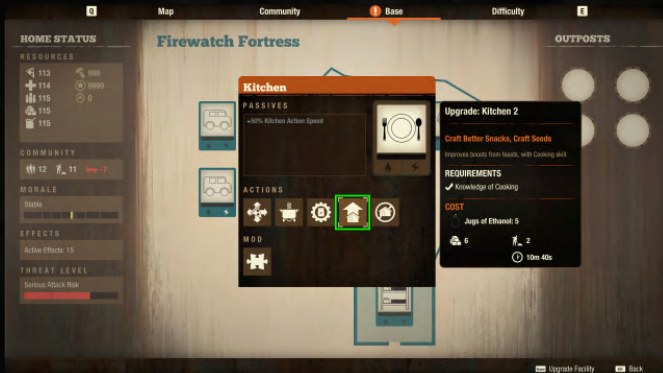 Q
Map
Community
Base
Difficulty
E
HOME STATUS
RESOURCES
113
999
114
9999
115
0
115
115
COMMUNITY
12
11
MORALE
Stable
EFFECTS
Active Effects: 15
THREAT LEVEL
Serious Attack Risk
Firewatch Fortress
Kitchen
PASSIVES
+50% Kitchen Action Speed
ACTIONS
MOD
Upgrade: Kitchen 2
Craft Better Snacks, Craft Seeds
Improves boosts from feasts, with Cooking skill.
REQUIREMENTS
Knowledge of Cooking
COST
Jugs of Ethanol: 5
6
2
10m 40s
OUTPOSTS
Upgrade Facility
Back